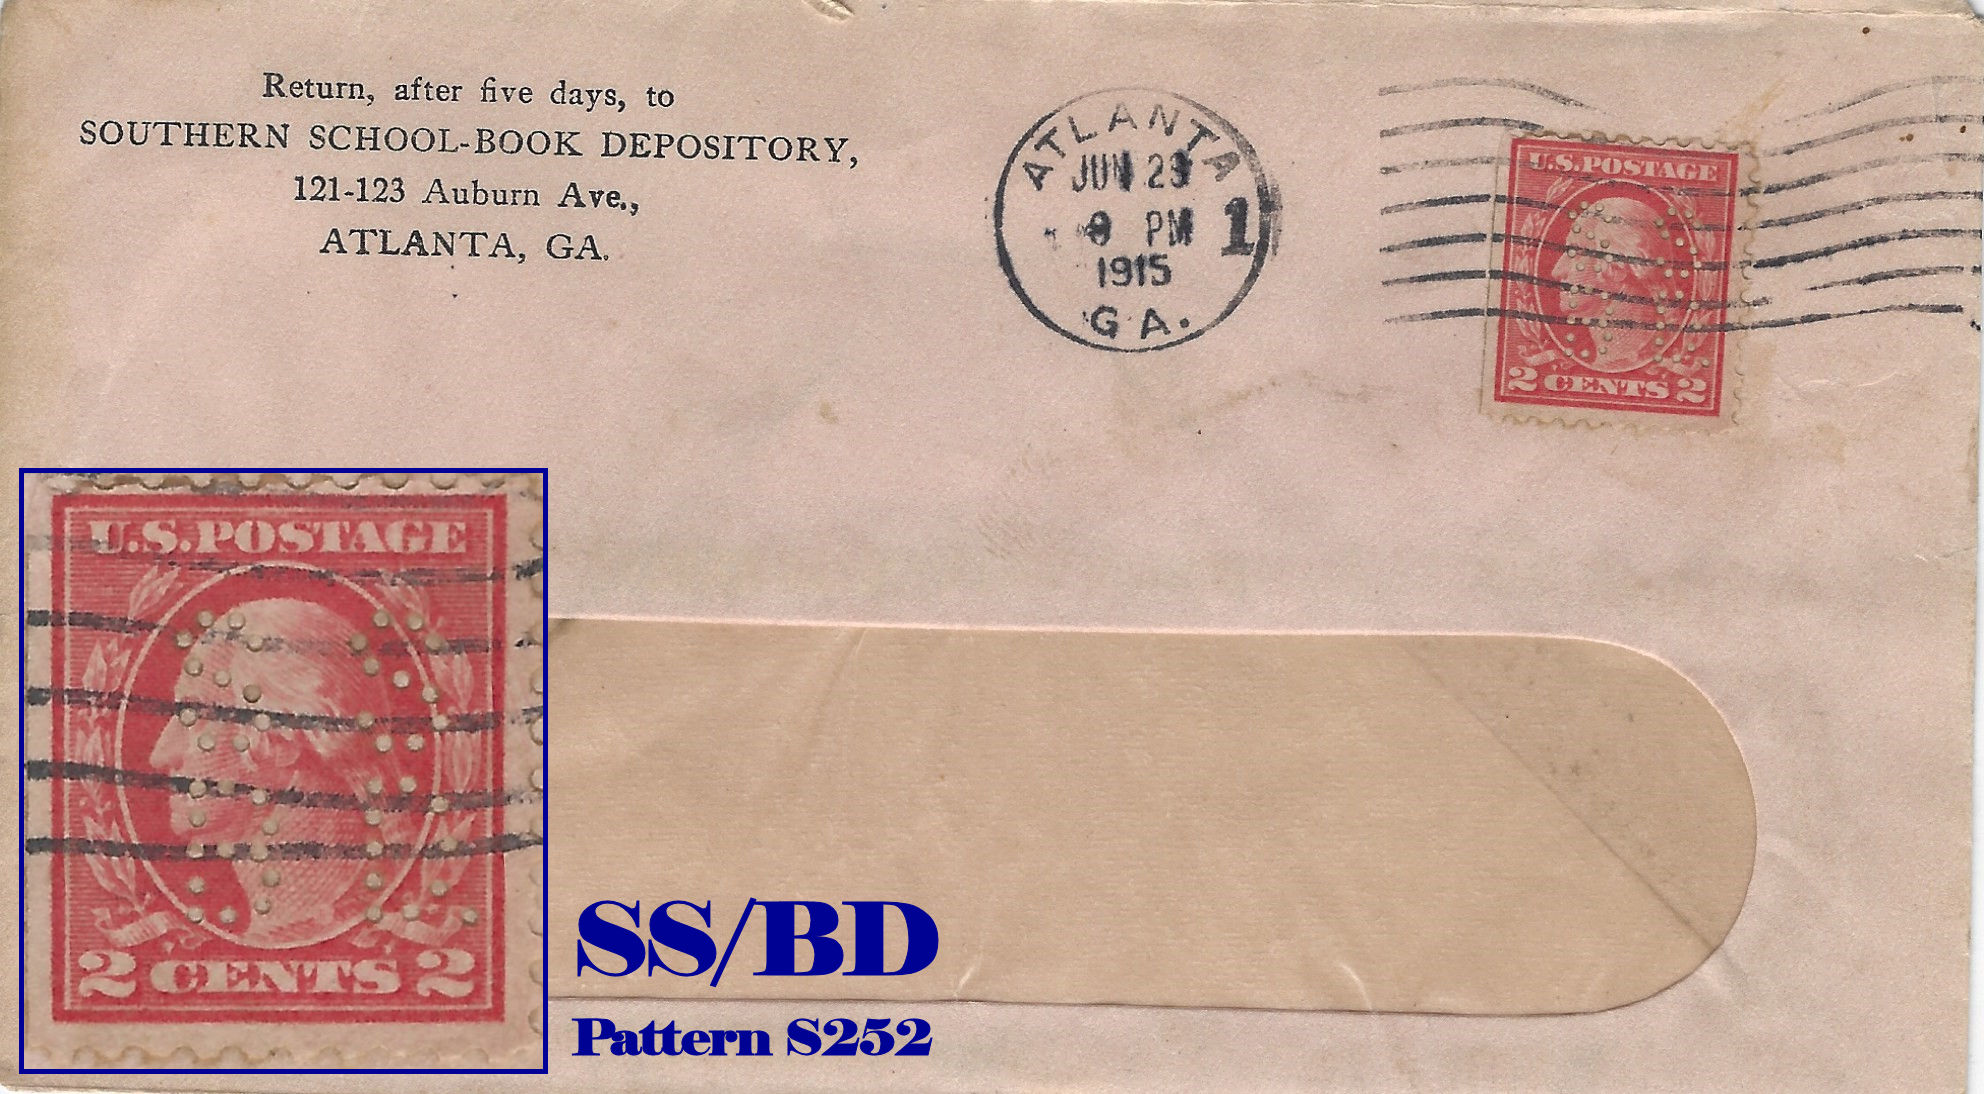 Return, after five days, to
SOUTHERN SCHOOL-BOOK DEPOSITORY,
121-123 Auburn Ave.,
ATLANTA, GA.
ATLANTA
JUN 29
PM 1
1915
GA.
U.S.POSTAGE
2 CENTS 2
U.S.POSTAGE
2 CENTS 2
SS/BD
Pattern S252